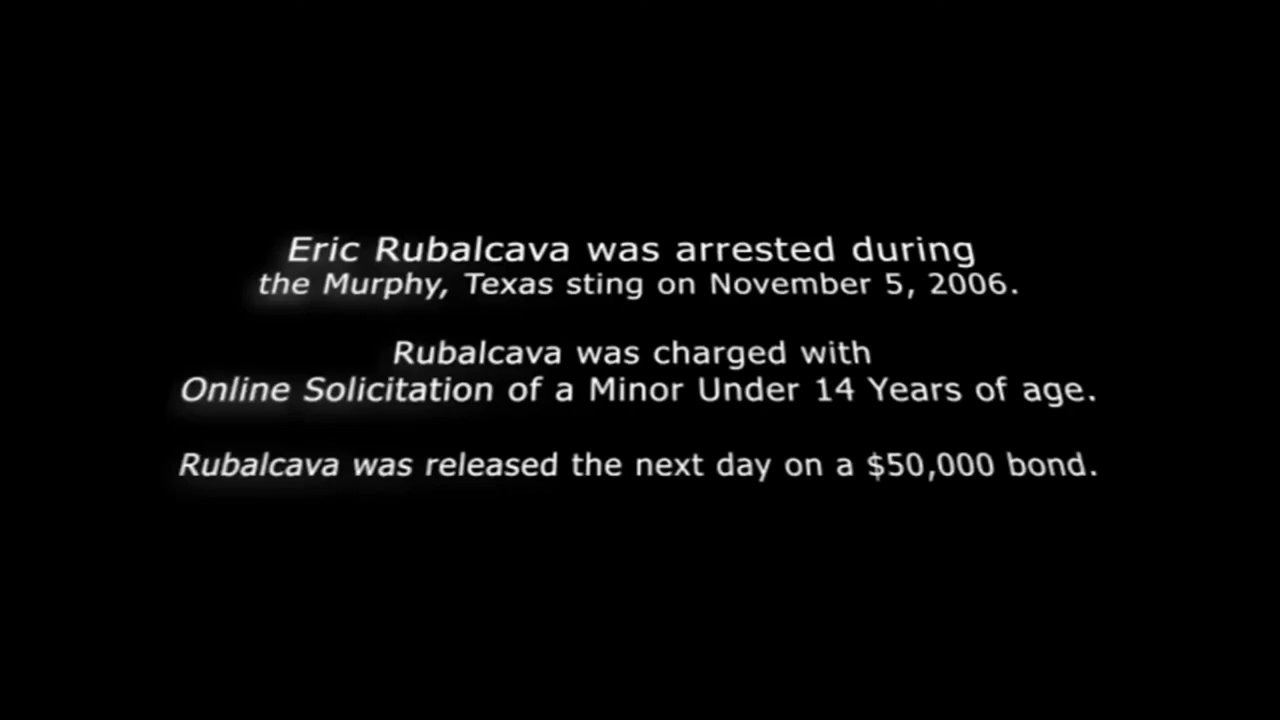 Eric Rubalcava was arrested during
the Murphy, Texas sting on November 5, 2006.
Rubalcava was charged with
Online Solicitation of a Minor Under 14 Years of age.
Rubalcava was released the next day on a $50,000 bond.